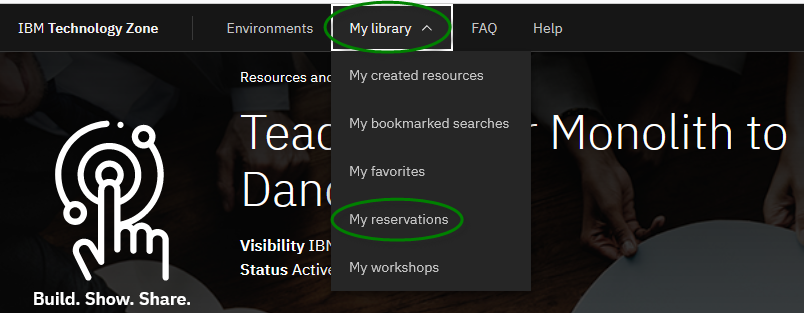 IBM Technology Zone
Environments
My library
FAQ
Help
My created resources
My bookmarked searches
My favorites
My reservations
My workshops
Resources and
Teac Monolith to
Danc
Visibility IBM
Status Active
Build. Show. Share.